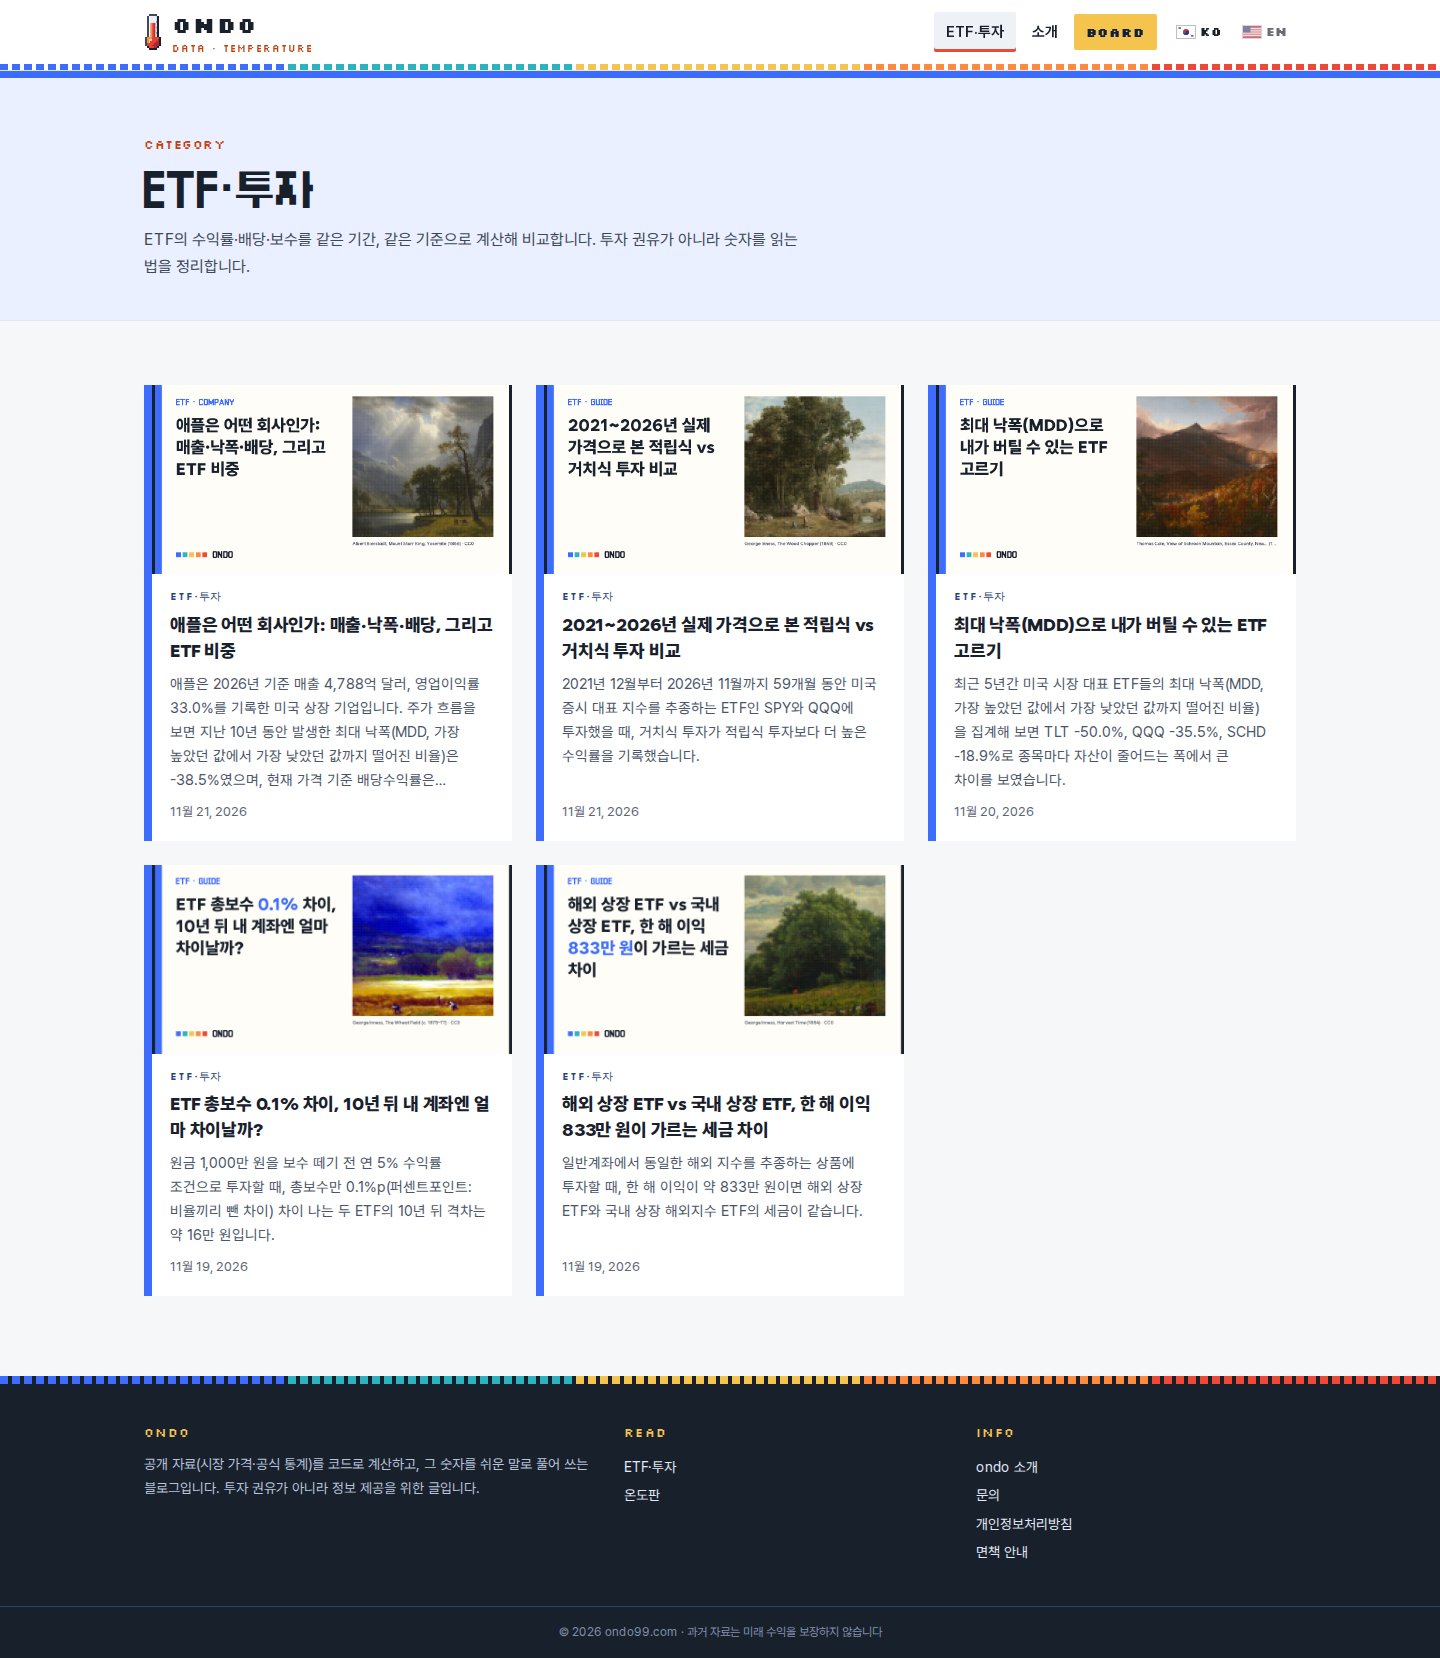 ONDO
DATA · TEMPERATURE
ETF·투자
소개
BOARD
KO
EN
CATEGORY
ETF·투자
ETF의 수익률·배당·보수를 같은 기간, 같은 기준으로 계산해 비교합니다. 투자 권유가 아니라 숫자를 읽는
법을 정리합니다.
ETF · COMPANY
애플은 어떤 회사인가:
매출·낙폭·배당, 그리고
ETF 비중
Albert Bierstadt, Mount Starr King, Yosemite (1866) · CC0
ONDO
ETF·투자
애플은 어떤 회사인가: 매출·낙폭·배당, 그리고
ETF 비중
애플은 2026년 기준 매출 4,788억 달러, 영업이익률
33.0%를 기록한 미국 상장 기업입니다. 주가 흐름을
보면 지난 10년 동안 발생한 최대 낙폭(MDD, 가장
높았던 값에서 가장 낮았던 값까지 떨어진 비율)은
-38.5%였으며, 현재 가격 기준 배당수익률은...
11월 21, 2026
ETF · GUIDE
2021~2026년 실제
가격으로 본 적립식 vs
거치식 투자 비교
George Inness, The Wood Chopper (1849) · CC0
ONDO
ETF·투자
2021~2026년 실제 가격으로 본 적립식 vs
거치식 투자 비교
2021년 12월부터 2026년 11월까지 59개월 동안 미국
증시 대표 지수를 추종하는 ETF인 SPY와 QQQ에
투자했을 때, 거치식 투자가 적립식 투자보다 더 높은
수익률을 기록했습니다.
11월 21, 2026
ETF · GUIDE
최대 낙폭(MDD)으로
내가 버틸 수 있는 ETF
고르기
Thomas Cole, View of Schroon Mountain, Essex County, New... (1...
ONDO
ETF·투자
최대 낙폭(MDD)으로 내가 버틸 수 있는 ETF
고르기
최근 5년간 미국 시장 대표 ETF들의 최대 낙폭(MDD,
가장 높았던 값에서 가장 낮았던 값까지 떨어진 비율)
을 집계해 보면 TLT -50.0%, QQQ -35.5%, SCHD
-18.9%로 종목마다 자산이 줄어드는 폭에서 큰
차이를 보였습니다.
11월 20, 2026
ETF · GUIDE
ETF 총보수 0.1% 차이,
10년 뒤 내 계좌엔 얼마
차이날까?
George Inness, The Wheat Field (c. 1875–77) · CC0
ONDO
ETF·투자
ETF 총보수 0.1% 차이, 10년 뒤 내 계좌엔 얼
마 차이날까?
원금 1,000만 원을 보수 떼기 전 연 5% 수익률
조건으로 투자할 때, 총보수만 0.1%p(퍼센트포인트:
비율끼리 뺀 차이) 차이 나는 두 ETF의 10년 뒤 격차는
약 16만 원입니다.
11월 19, 2026
ETF · GUIDE
해외 상장 ETF vs 국내
상장 ETF, 한 해 이익
833만 원이 가르는 세금
차이
George Inness, Harvest Time (1864) · CC0
ONDO
ETF·투자
해외 상장 ETF vs 국내 상장 ETF, 한 해 이익
833만 원이 가르는 세금 차이
일반계좌에서 동일한 해외 지수를 추종하는 상품에
투자할 때, 한 해 이익이 약 833만 원이면 해외 상장
ETF와 국내 상장 해외지수 ETF의 세금이 같습니다.
11월 19, 2026
ONDO
공개 자료(시장 가격·공식 통계)를 코드로 계산하고, 그 숫자를 쉬운 말로 풀어 쓰는
블로그입니다. 투자 권유가 아니라 정보 제공을 위한 글입니다.
READ
ETF·투자
온도판
INFO
ondo 소개
문의
개인정보처리방침
면책 안내
© 2026 ondo99.com · 과거 자료는 미래 수익을 보장하지 않습니다